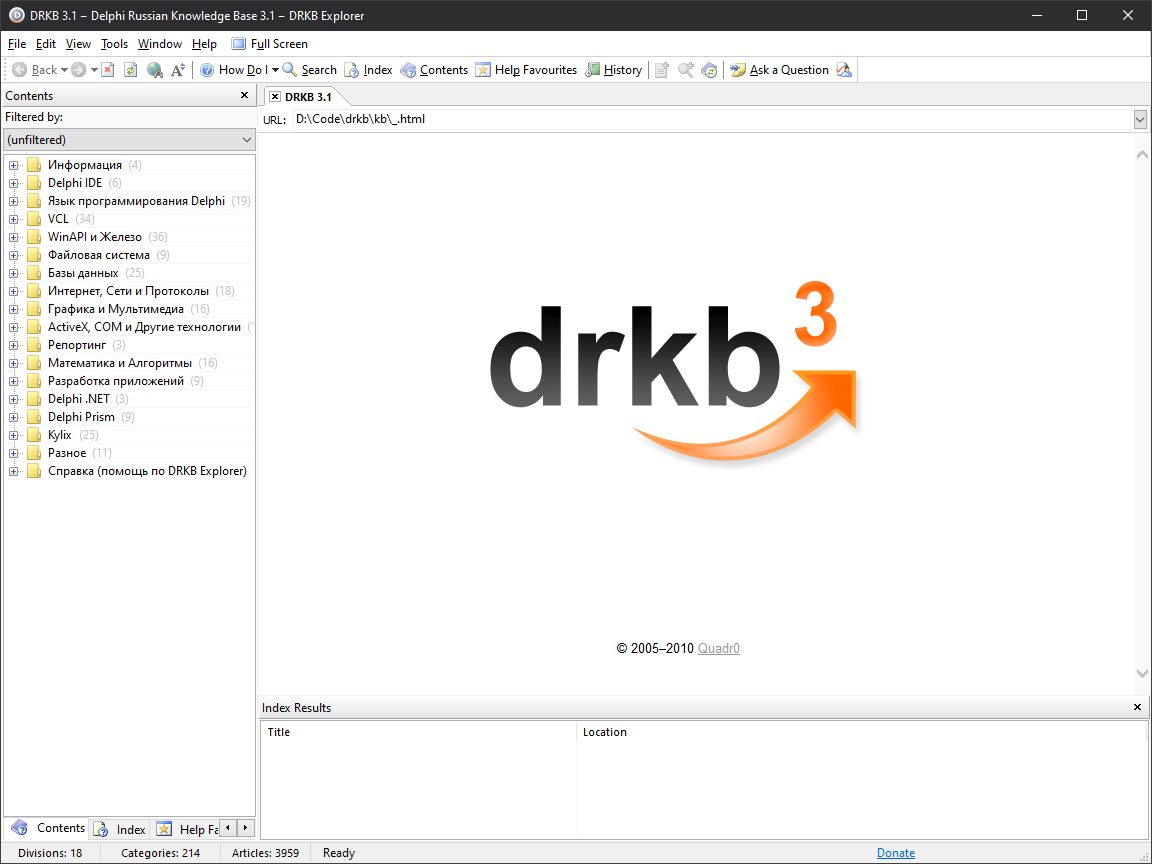 DRKB 3.1 – Delphi Russian Knowledge Base 3.1 – DRKB Explorer
File Edit View Tools Window Help Full Screen
Back How Do I Search Index Contents Help Favourites History Ask a Question
Contents
Filtered by:
(unfiltered)
Информация (4)
Delphi IDE (6)
Язык программирования Delphi (19)
VCL (34)
WinAPI и Железо (36)
Файловая система (9)
Базы данных (25)
Интернет, Сети и Протоколы (18)
Графика и Мультимедиа (16)
ActiveX, COM и Другие технологии (
Репортинг (3)
Математика и Алгоритмы (16)
Разработка приложений (9)
Delphi .NET (3)
Delphi Prism (9)
Kylix (25)
Разное (11)
Справка (помощь по DRKB Explorer)
Contents Index Help Fa
DRKB 3.1
URL: D:\Code\drkb\kb\_.html
drkb3
© 2005–2010 Quadr0
Index Results
Title Location
Divisions: 18 Categories: 214 Articles: 3959 Ready Donate